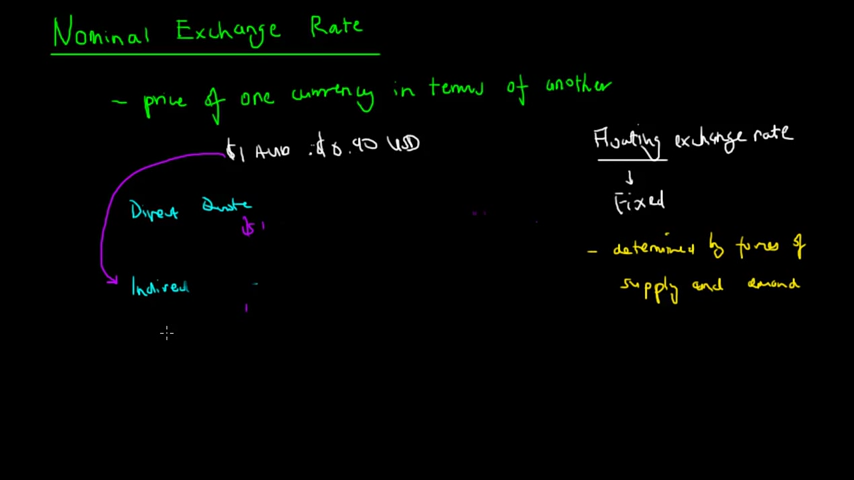 Nominal Exchange Rate
- price of one currency in terms of another
$1 AUD : $0.90 USD
Direct Quote
$1
Indirect
Floating exchange rate
↓
Fixed
- determined by forces of
supply and demand